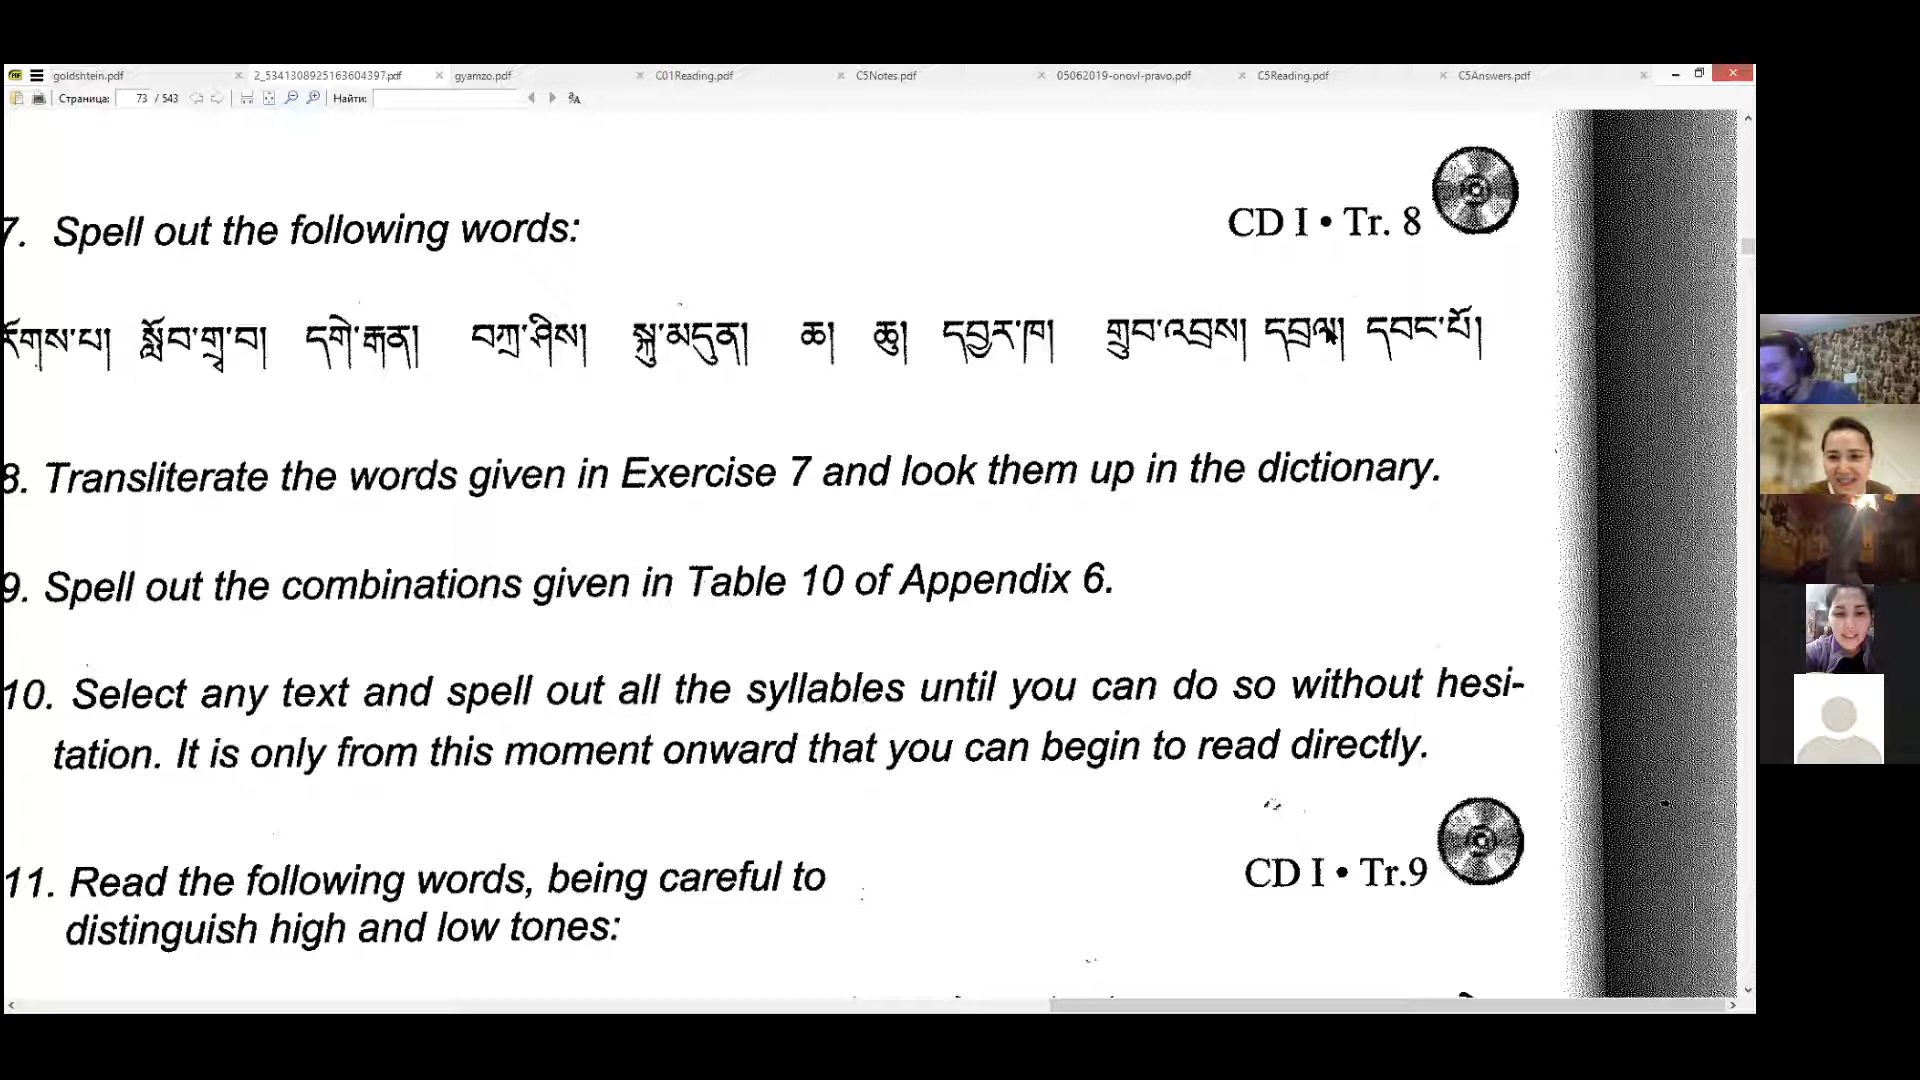 goldshtein.pdf 2_5341308925163604397.pdf gyamzo.pdf C01Reading.pdf C5Notes.pdf 05062019-onovl-pravo.pdf C5Reading.pdf C5Answers.pdf
Страница: 73 / 543 Найти:
7. Spell out the following words: CD I • Tr. 8
རོགས་པ། སློབ་གྲྭ་བ། དགེ་རྒན། བཀྲ་ཤིས། སྐུ་མདུན། ཆ། ཆུ། དབྱར་ཁ། གྲུབ་འབྲས། དབང་པོ།
8. Transliterate the words given in Exercise 7 and look them up in the dictionary.
9. Spell out the combinations given in Table 10 of Appendix 6.
10. Select any text and spell out all the syllables until you can do so without hesi-
tation. It is only from this moment onward that you can begin to read directly.
11. Read the following words, being careful to CD I • Tr.9
distinguish high and low tones: